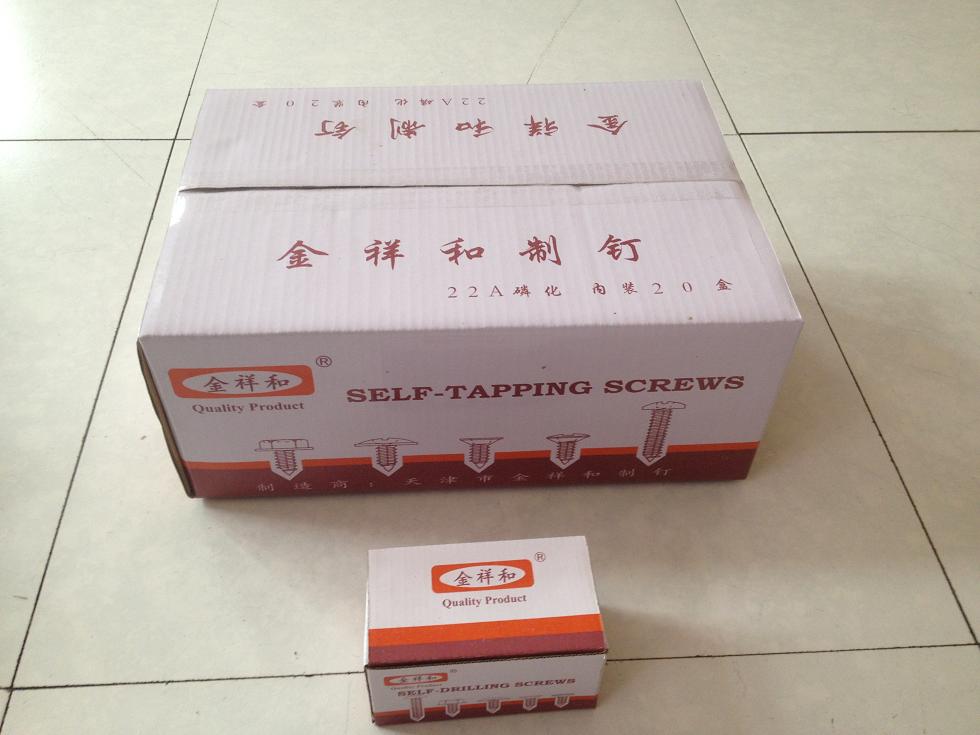 22A磷化 内装20盒
金祥和制钉
金祥和制钉
22A磷化 内装20盒
金祥和 ®
Quality Product
SELF-TAPPING SCREWS
制造商：天津市金祥和制钉
金祥和 ®
Quality Product
金祥和 ®
Quality Product
SELF-DRILLING SCREWS